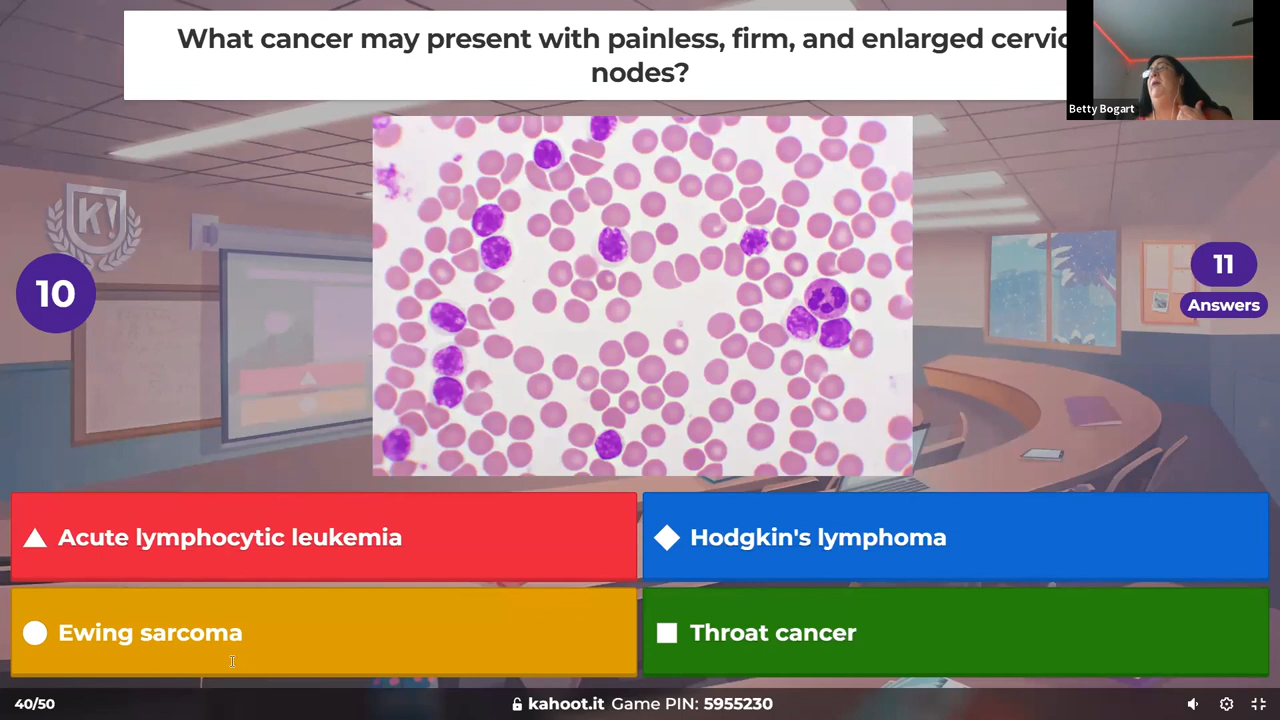 What cancer may present with painless, firm, and enlarged
nodes?
Betty Bogart
K!
10
11
Answers
Acute lymphocytic leukemia
Hodgkin's lymphoma
Ewing sarcoma
Throat cancer
40/50
kahoot.it Game PIN: 5955230